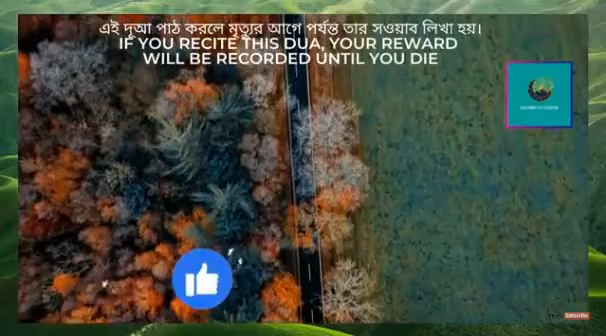 এই দূআ পাঠ করলে মৃত্যুর আগে পর্যন্ত তার সওয়াব লিখা হয়।
IF YOU RECITE THIS DUA, YOUR REWARD
WILL BE RECORDED UNTIL YOU DIE
Subscribe